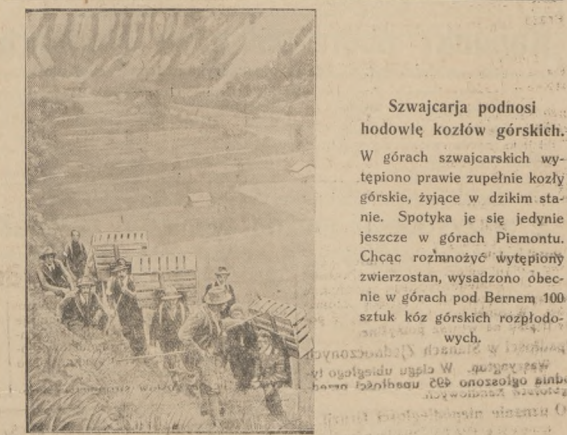 Szwajcarja podnosi
hodowlę kozłów górskich.
W górach szwajcarskich wy-
tępiono prawie zupełnie kozły
górskie, żyjące w dzikim sta-
nie. Spotyka je się jedynie
jeszcze w górach Piemontu.
Chcąc rozmnożyć wytępiony
zwierzostan, wysadzono obec-
nie w górach pod Bernem 100
sztuk kóz górskich rozpłodo-
wych.